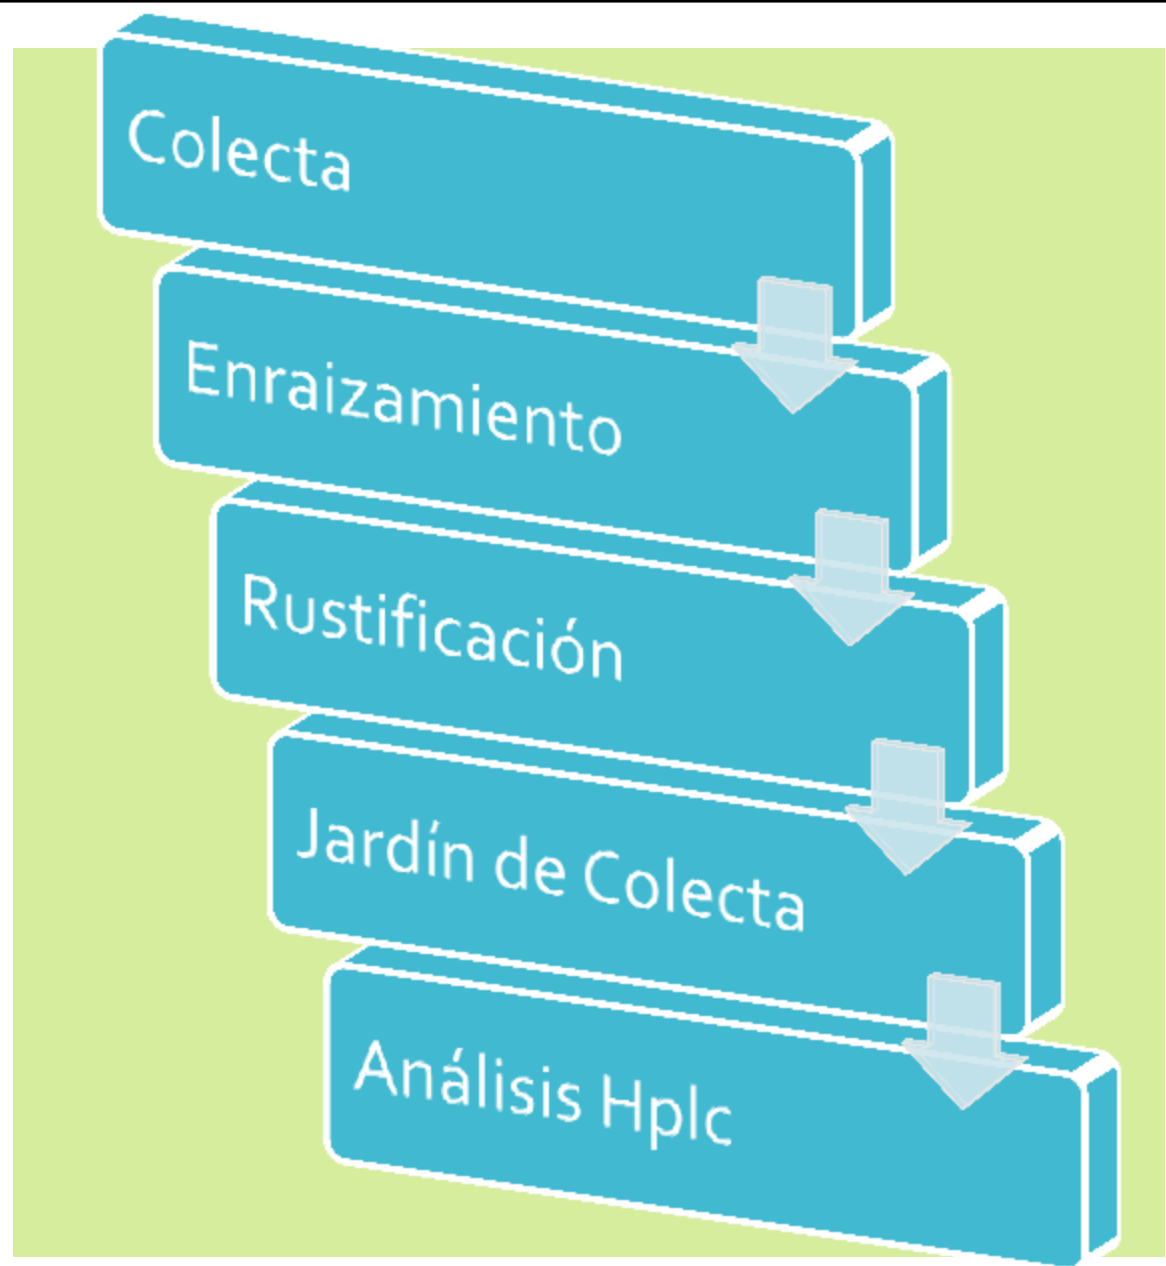 Colecta
Enraizamiento
Rustificación
Jardín de Colecta
Análisis Hplc